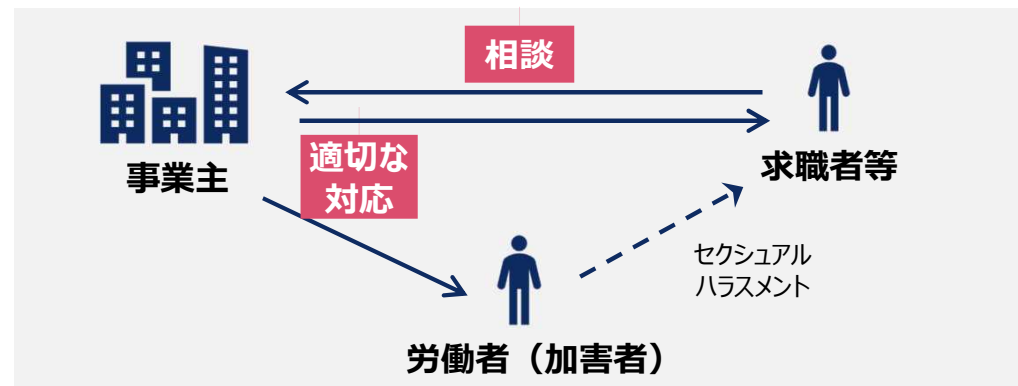 相談
適切な
対応
事業主
求職者等
セクシュアル
ハラスメント
労働者（加害者）